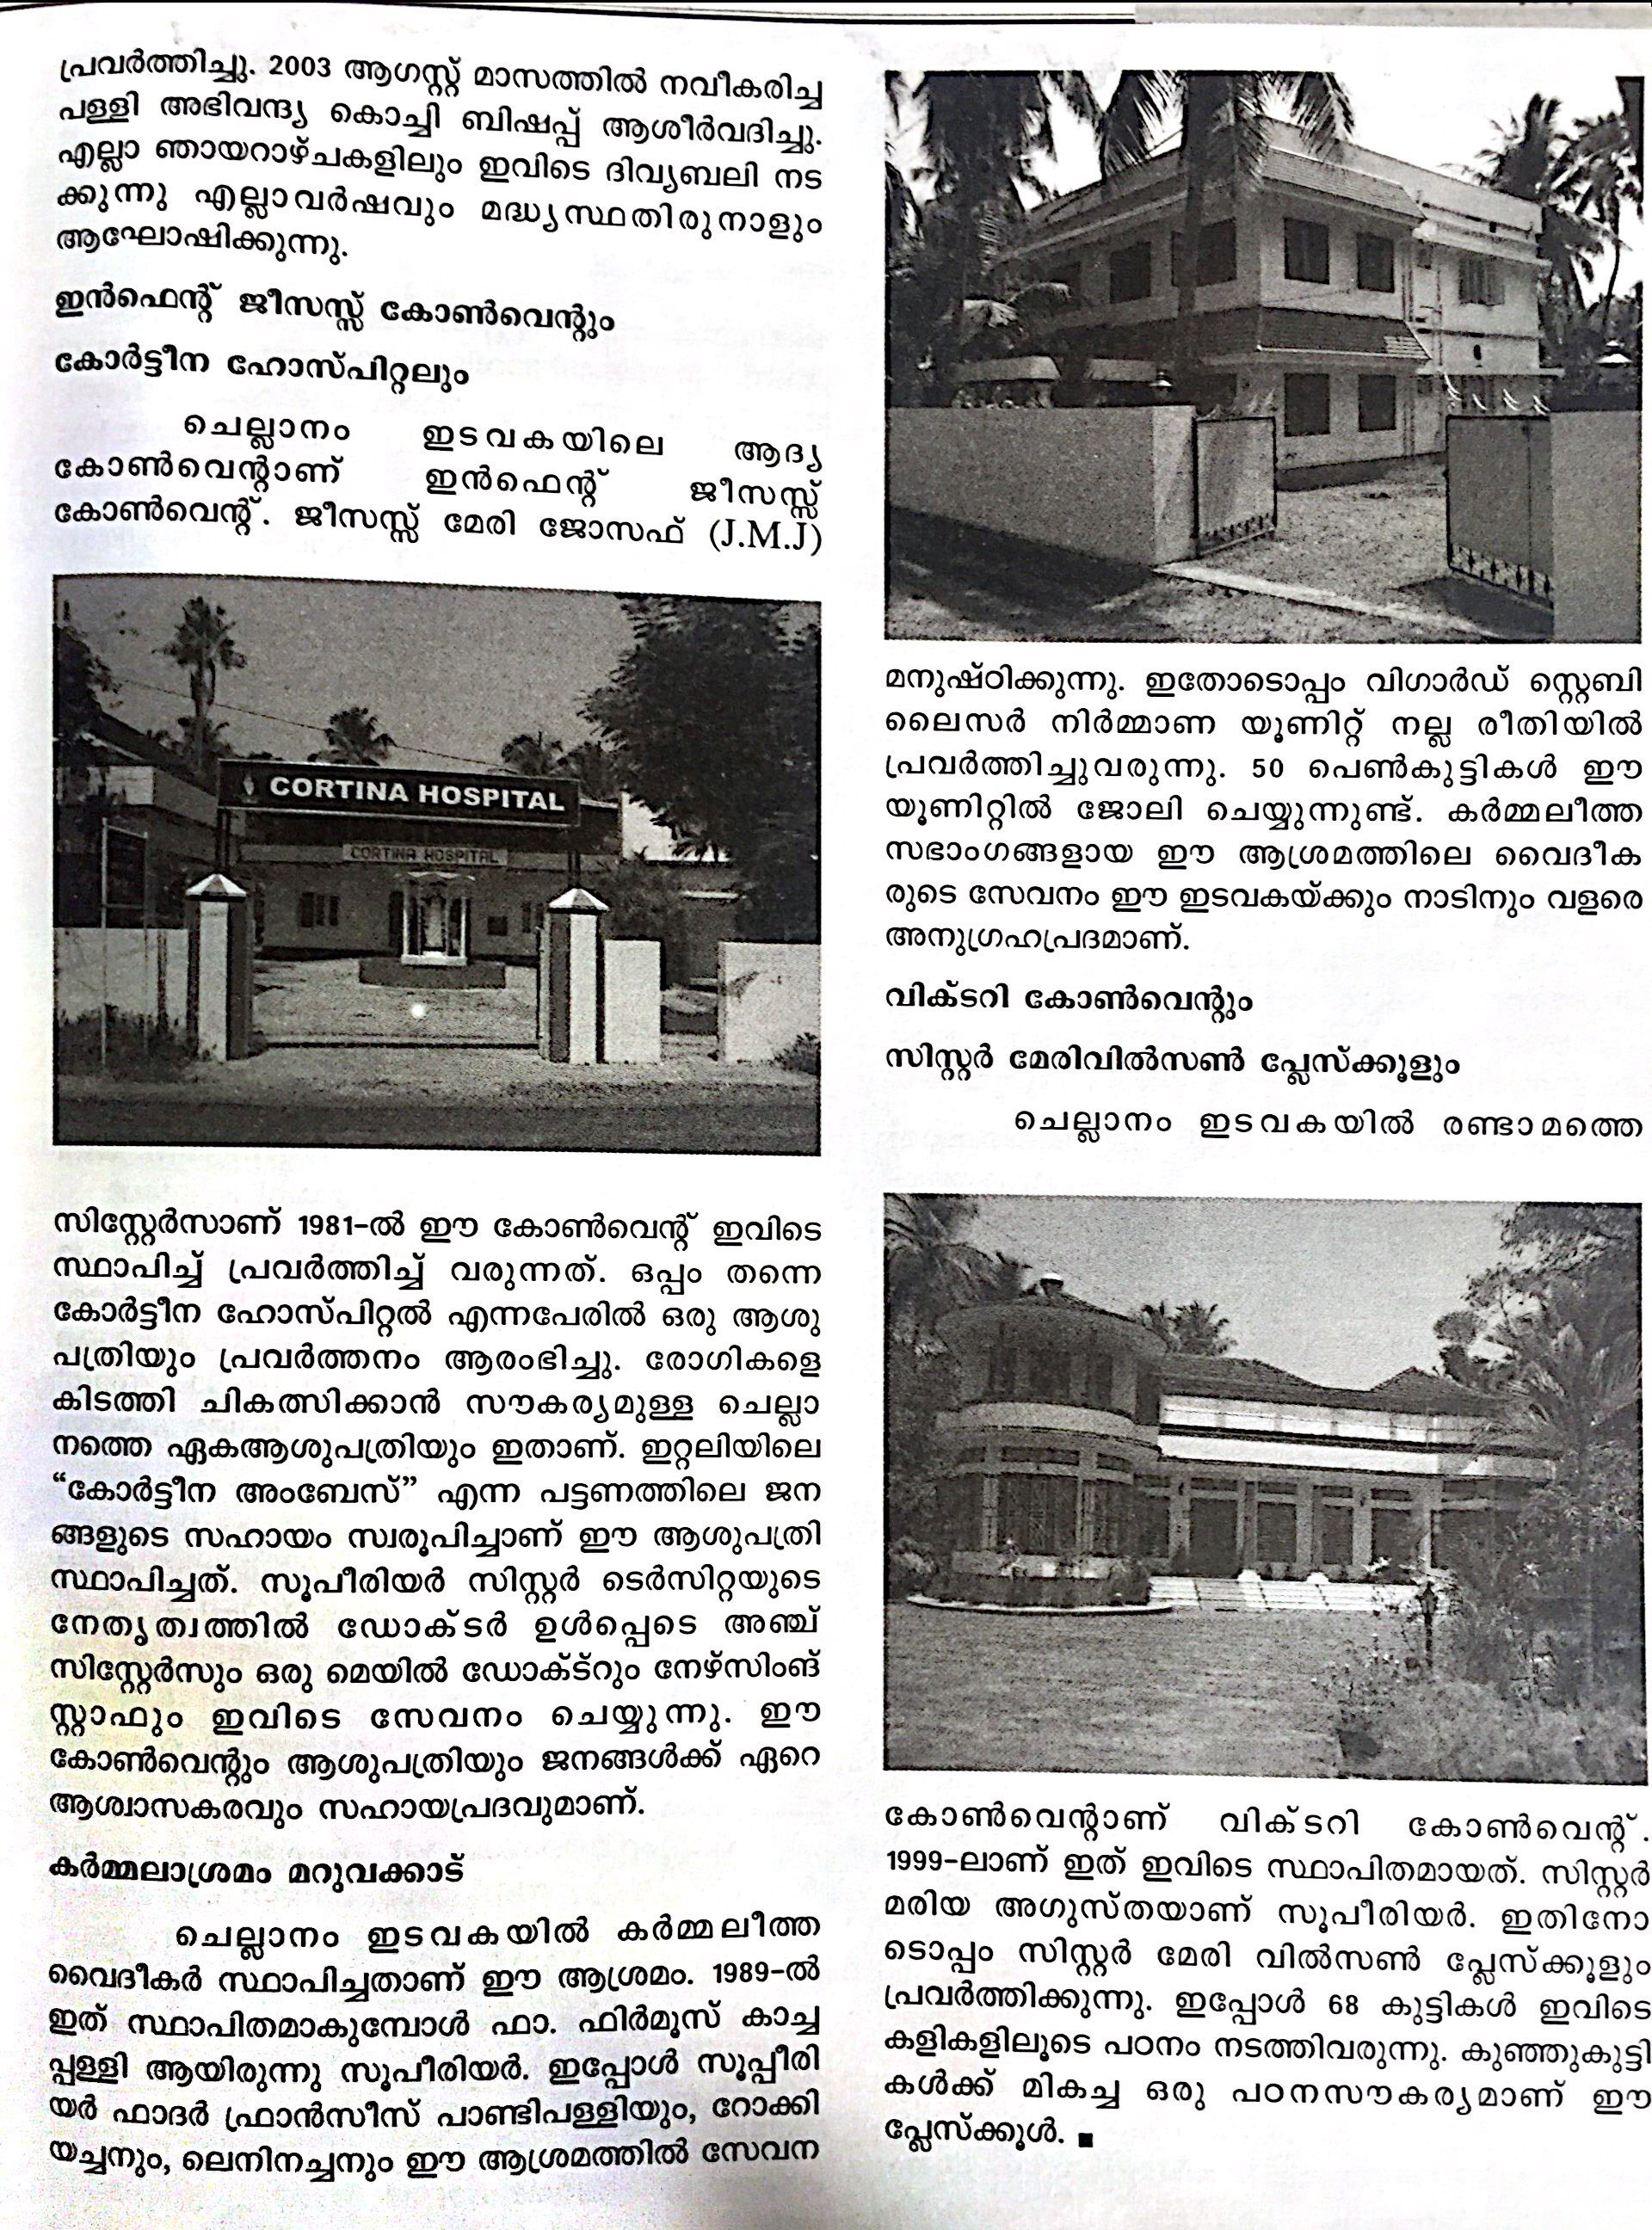 പ്രവർത്തിച്ചു. 2003 ആഗസ്റ്റ് മാസത്തിൽ നവീകരിച്ച
പള്ളി അഭിവന്ദ്യ കൊച്ചി ബിഷപ്പ് ആശീർവദിച്ചു.
എല്ലാ ഞായറാഴ്ചകളിലും ഇവിടെ ദിവ്യബലി നട
ക്കുന്നു എല്ലാവർഷവും മദ്ധ്യസ്ഥതിരുനാളും
ആഘോഷിക്കുന്നു.
ഇൻഫെന്റ് ജീസസ്സ് കോൺവെന്റും
കോർട്ടീന ഹോസ്പിറ്റലും
ചെല്ലാനം ഇടവകയിലെ ആദ്യ
കോൺവെന്റാണ് ഇൻഫെന്റ് ജീസസ്സ്
കോൺവെന്റ്. ജീസസ്സ് മേരി ജോസഫ് (J.M.J)
CORTINA HOSPITAL
CORTINA HOSPITAL
സിസ്റ്റേർസാണ് 1981-ൽ ഈ കോൺവെന്റ് ഇവിടെ
സ്ഥാപിച്ച് പ്രവർത്തിച്ച് വരുന്നത്. ഒപ്പം തന്നെ
കോർട്ടീന ഹോസ്പിറ്റൽ എന്നപേരിൽ ഒരു ആശു
പത്രിയും പ്രവർത്തനം ആരംഭിച്ചു. രോഗികളെ
കിടത്തി ചികത്സിക്കാൻ സൗകര്യമുള്ള ചെല്ലാ
നത്തെ ഏകആശുപത്രിയും ഇതാണ്. ഇറ്റലിയിലെ
“കോർട്ടീന അംബേസ്” എന്ന പട്ടണത്തിലെ ജന
ങ്ങളുടെ സഹായം സ്വരൂപിച്ചാണ് ഈ ആശുപത്രി
സ്ഥാപിച്ചത്. സൂപീരിയർ സിസ്റ്റർ ടെർസിറ്റയുടെ
നേതൃത്വത്തിൽ ഡോക്ടർ ഉൾപ്പെടെ അഞ്ച്
സിസ്റ്റേർസും ഒരു മെയിൽ ഡോക്ട്റും നേഴ്സിംങ്
സ്റ്റാഫും ഇവിടെ സേവനം ചെയ്യുന്നു. ഈ
കോൺവെന്റും ആശുപത്രിയും ജനങ്ങൾക്ക് ഏറെ
ആശ്വാസകരവും സഹായപ്രദവുമാണ്.
കർമ്മലാശ്രമം മറുവക്കാട്
ചെല്ലാനം ഇടവകയിൽ കർമ്മലീത്ത
വൈദീകർ സ്ഥാപിച്ചതാണ് ഈ ആശ്രമം. 1989-ൽ
ഇത് സ്ഥാപിതമാകുമ്പോൾ ഫാ. ഫിർമൂസ് കാച്ച
പ്പള്ളി ആയിരുന്നു സൂപീരിയർ. ഇപ്പോൾ സൂപ്പീരി
യർ ഫാദർ ഫ്രാൻസീസ് പാണ്ടിപള്ളിയും, റോക്കി
യച്ചനും, ലെനിനച്ചനും ഈ ആശ്രമത്തിൽ സേവന
മനുഷ്ഠിക്കുന്നു. ഇതോടൊപ്പം വിഗാർഡ് സ്റ്റെബി
ലൈസർ നിർമ്മാണ യൂണിറ്റ് നല്ല രീതിയിൽ
പ്രവർത്തിച്ചുവരുന്നു. 50 പെൺകുട്ടികൾ ഈ
യൂണിറ്റിൽ ജോലി ചെയ്യുന്നുണ്ട്. കർമ്മലീത്ത
സഭാംഗങ്ങളായ ഈ ആശ്രമത്തിലെ വൈദീക
രുടെ സേവനം ഈ ഇടവകയ്ക്കും നാടിനും വളരെ
അനുഗ്രഹപ്രദമാണ്.
വിക്ടറി കോൺവെന്റും
സിസ്റ്റർ മേരിവിൽസൺ പ്ലേസ്ക്കൂളും
ചെല്ലാനം ഇടവകയിൽ രണ്ടാമത്തെ
കോൺവെന്റാണ് വിക്ടറി കോൺവെന്റ്.
1999-ലാണ് ഇത് ഇവിടെ സ്ഥാപിതമായത്. സിസ്റ്റർ
മരിയ അഗുസ്തയാണ് സൂപീരിയർ. ഇതിനോ
ടൊപ്പം സിസ്റ്റർ മേരി വിൽസൺ പ്ലേസ്ക്കൂളും
പ്രവർത്തിക്കുന്നു. ഇപ്പോൾ 68 കുട്ടികൾ ഇവിടെ
കളികളിലൂടെ പഠനം നടത്തിവരുന്നു. കുഞ്ഞുകുട്ടി
കൾക്ക് മികച്ച ഒരു പഠനസൗകര്യമാണ് ഈ
പ്ലേസ്ക്കൂൾ. ■